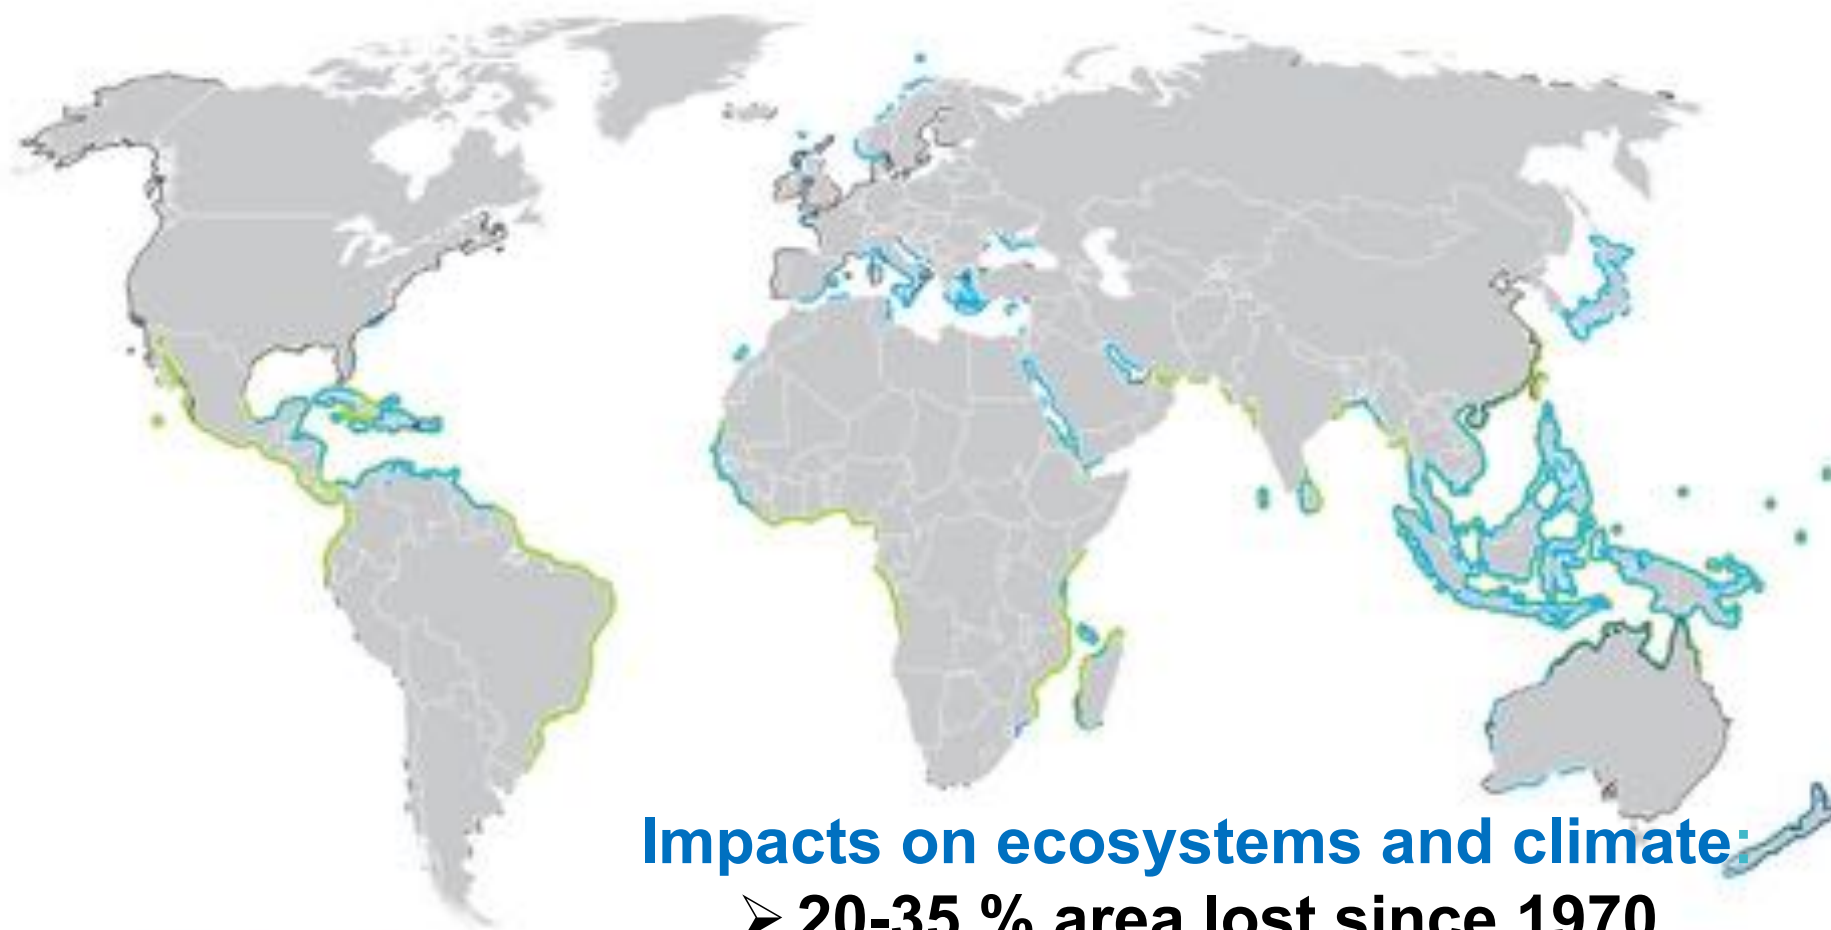 Impacts on ecosystems and climate:
➢ 20-35 % area lost since 1970